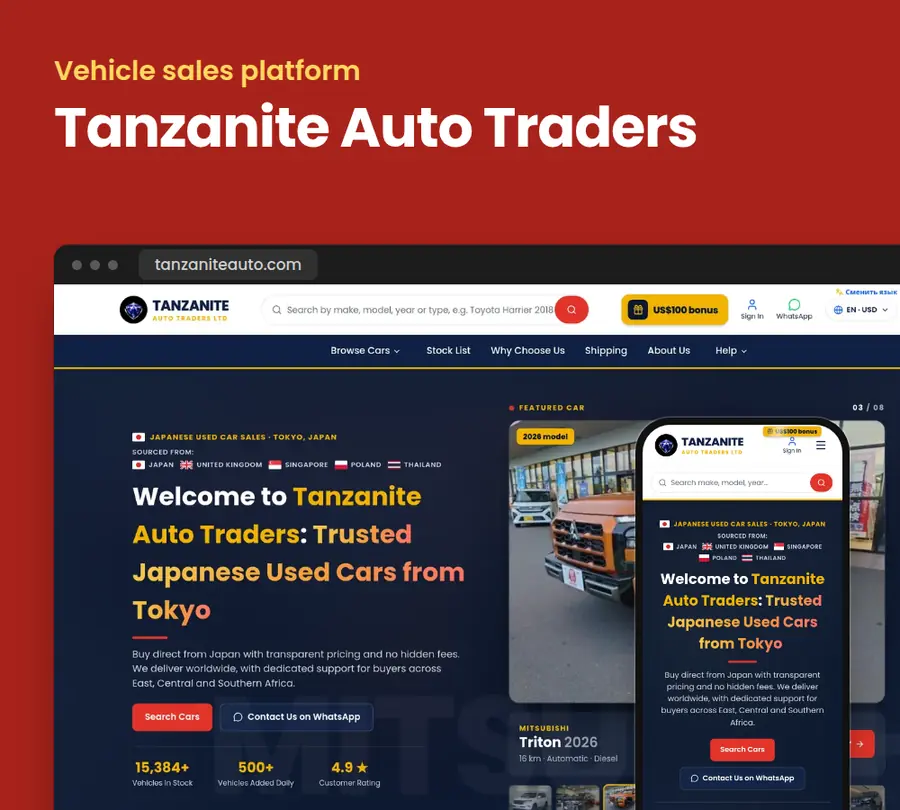 Vehicle sales platform
Tanzanite Auto Traders
tanzaniteauto.com
TANZANITE
AUTO TRADERS LTD
Search by make, model, year or type, e.g. Toyota Harrier 2018
US$100 bonus
Sign In
WhatsApp
Сменить язык
EN · USD
Browse Cars
Stock List
Why Choose Us
Shipping
About Us
Help
JAPANESE USED CAR SALES · TOKYO, JAPAN
SOURCED FROM:
JAPAN UNITED KINGDOM SINGAPORE POLAND THAILAND
Welcome to Tanzanite
Auto Traders: Trusted
Japanese Used Cars from
Tokyo
Buy direct from Japan with transparent pricing and no hidden fees.
We deliver worldwide, with dedicated support for buyers across
East, Central and Southern Africa.
Search Cars
Contact Us on WhatsApp
15,384+
Vehicles in Stock
500+
Vehicles Added Daily
4.9 ★
Customer Rating
FEATURED CAR
03 / 08
2026 model
MITSUBISHI
Triton 2026
16 km · Automatic · Diesel
MITS
US$100 bonus
TANZANITE
AUTO TRADERS LTD
Sign In
Search make, model, year...
JAPANESE USED CAR SALES · TOKYO, JAPAN
SOURCED FROM:
JAPAN UNITED KINGDOM SINGAPORE
POLAND THAILAND
Welcome to Tanzanite
Auto Traders: Trusted
Japanese Used Cars
from Tokyo
Buy direct from Japan with transparent
pricing and no hidden fees. We deliver
worldwide, with dedicated support for
buyers across East, Central and Southern
Africa.
Search Cars
Contact Us on WhatsApp